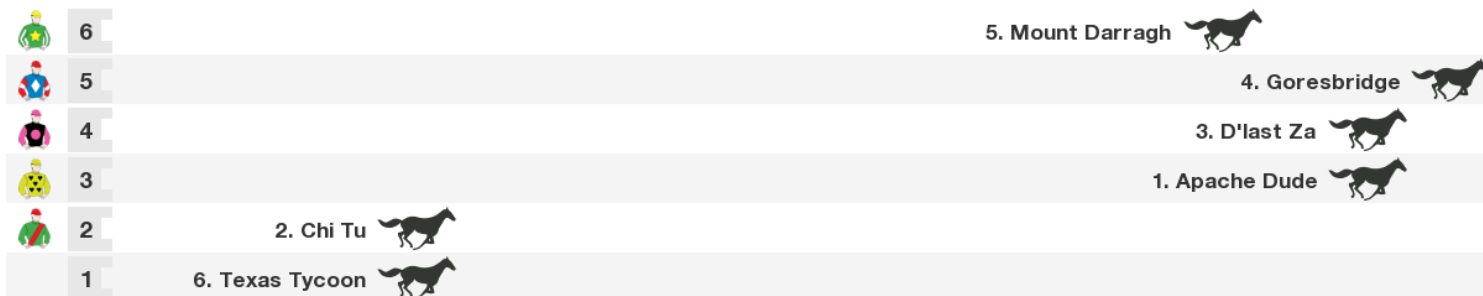 6 5. Mount Darragh
5 4. Goresbridge
4 3. D'last Za
3 1. Apache Dude
2 2. Chi Tu
1 6. Texas Tycoon